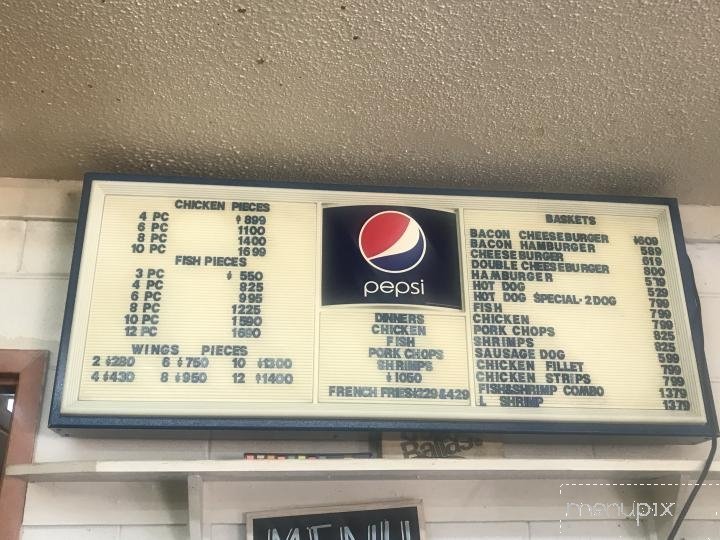 CHICKEN PIECES
4 PC $899
6 PC 1100
8 PC 1400
10 PC 1699
FISH PIECES
3 PC $ 550
4 PC 825
6 PC 995
8 PC 1225
10 PC 1590
12 PC 1690
WINGS PIECES
2 $280 6 $750 10 $1300
4 $430 8 $950 12 $1400
pepsi
DINNERS
CHICKEN
FISH
PORK CHOPS
SHRIMPS
$1050
FRENCH FRIES $229 & 429
BASKETS
BACON CHEESEBURGER $609
BACON HAMBURGER 589
CHEESEBURGER 619
DOUBLE CHEESEBURGER 800
HAMBURGER 579
HOT DOG 529
HOT DOG SPECIAL-2 DOG 799
FISH 799
CHICKEN 799
PORK CHOPS 825
SHRIMPS 825
SAUSAGE DOG 599
CHICKEN FILLET 799
CHICKEN STRIPS 799
FISH&SHRIMP COMBO 1379
L SHRIMP 1379
MENU
menupix